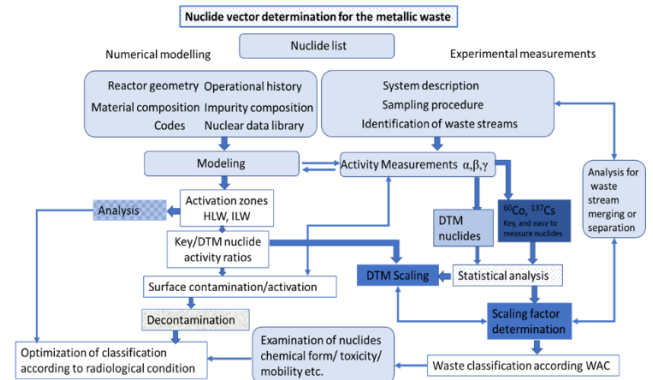 Nuclide vector determination for the metallic waste
Numerical modelling
Nuclide list
Experimental measurements
Reactor geometry Operational history
Material composition Impurity composition
Codes Nuclear data library
System description
Sampling procedure
Identification of waste streams
Modeling
Activity Measurements α,β,γ
Analysis for
waste
stream
merging or
separation
Analysis
Activation zones
HLW, ILW
DTM
nuclides
⁶⁰Co, ¹³⁷Cs
Key, and easy to
measure nuclides
Key/DTM nuclide
activity ratios
DTM Scaling
Statistical analysis
Surface contamination/activation
Scaling factor
determination
Decontamination
Optimization of classification
according to radiological condition
Examination of nuclides
chemical form/ toxicity/
mobility etc.
Waste classification according WAC